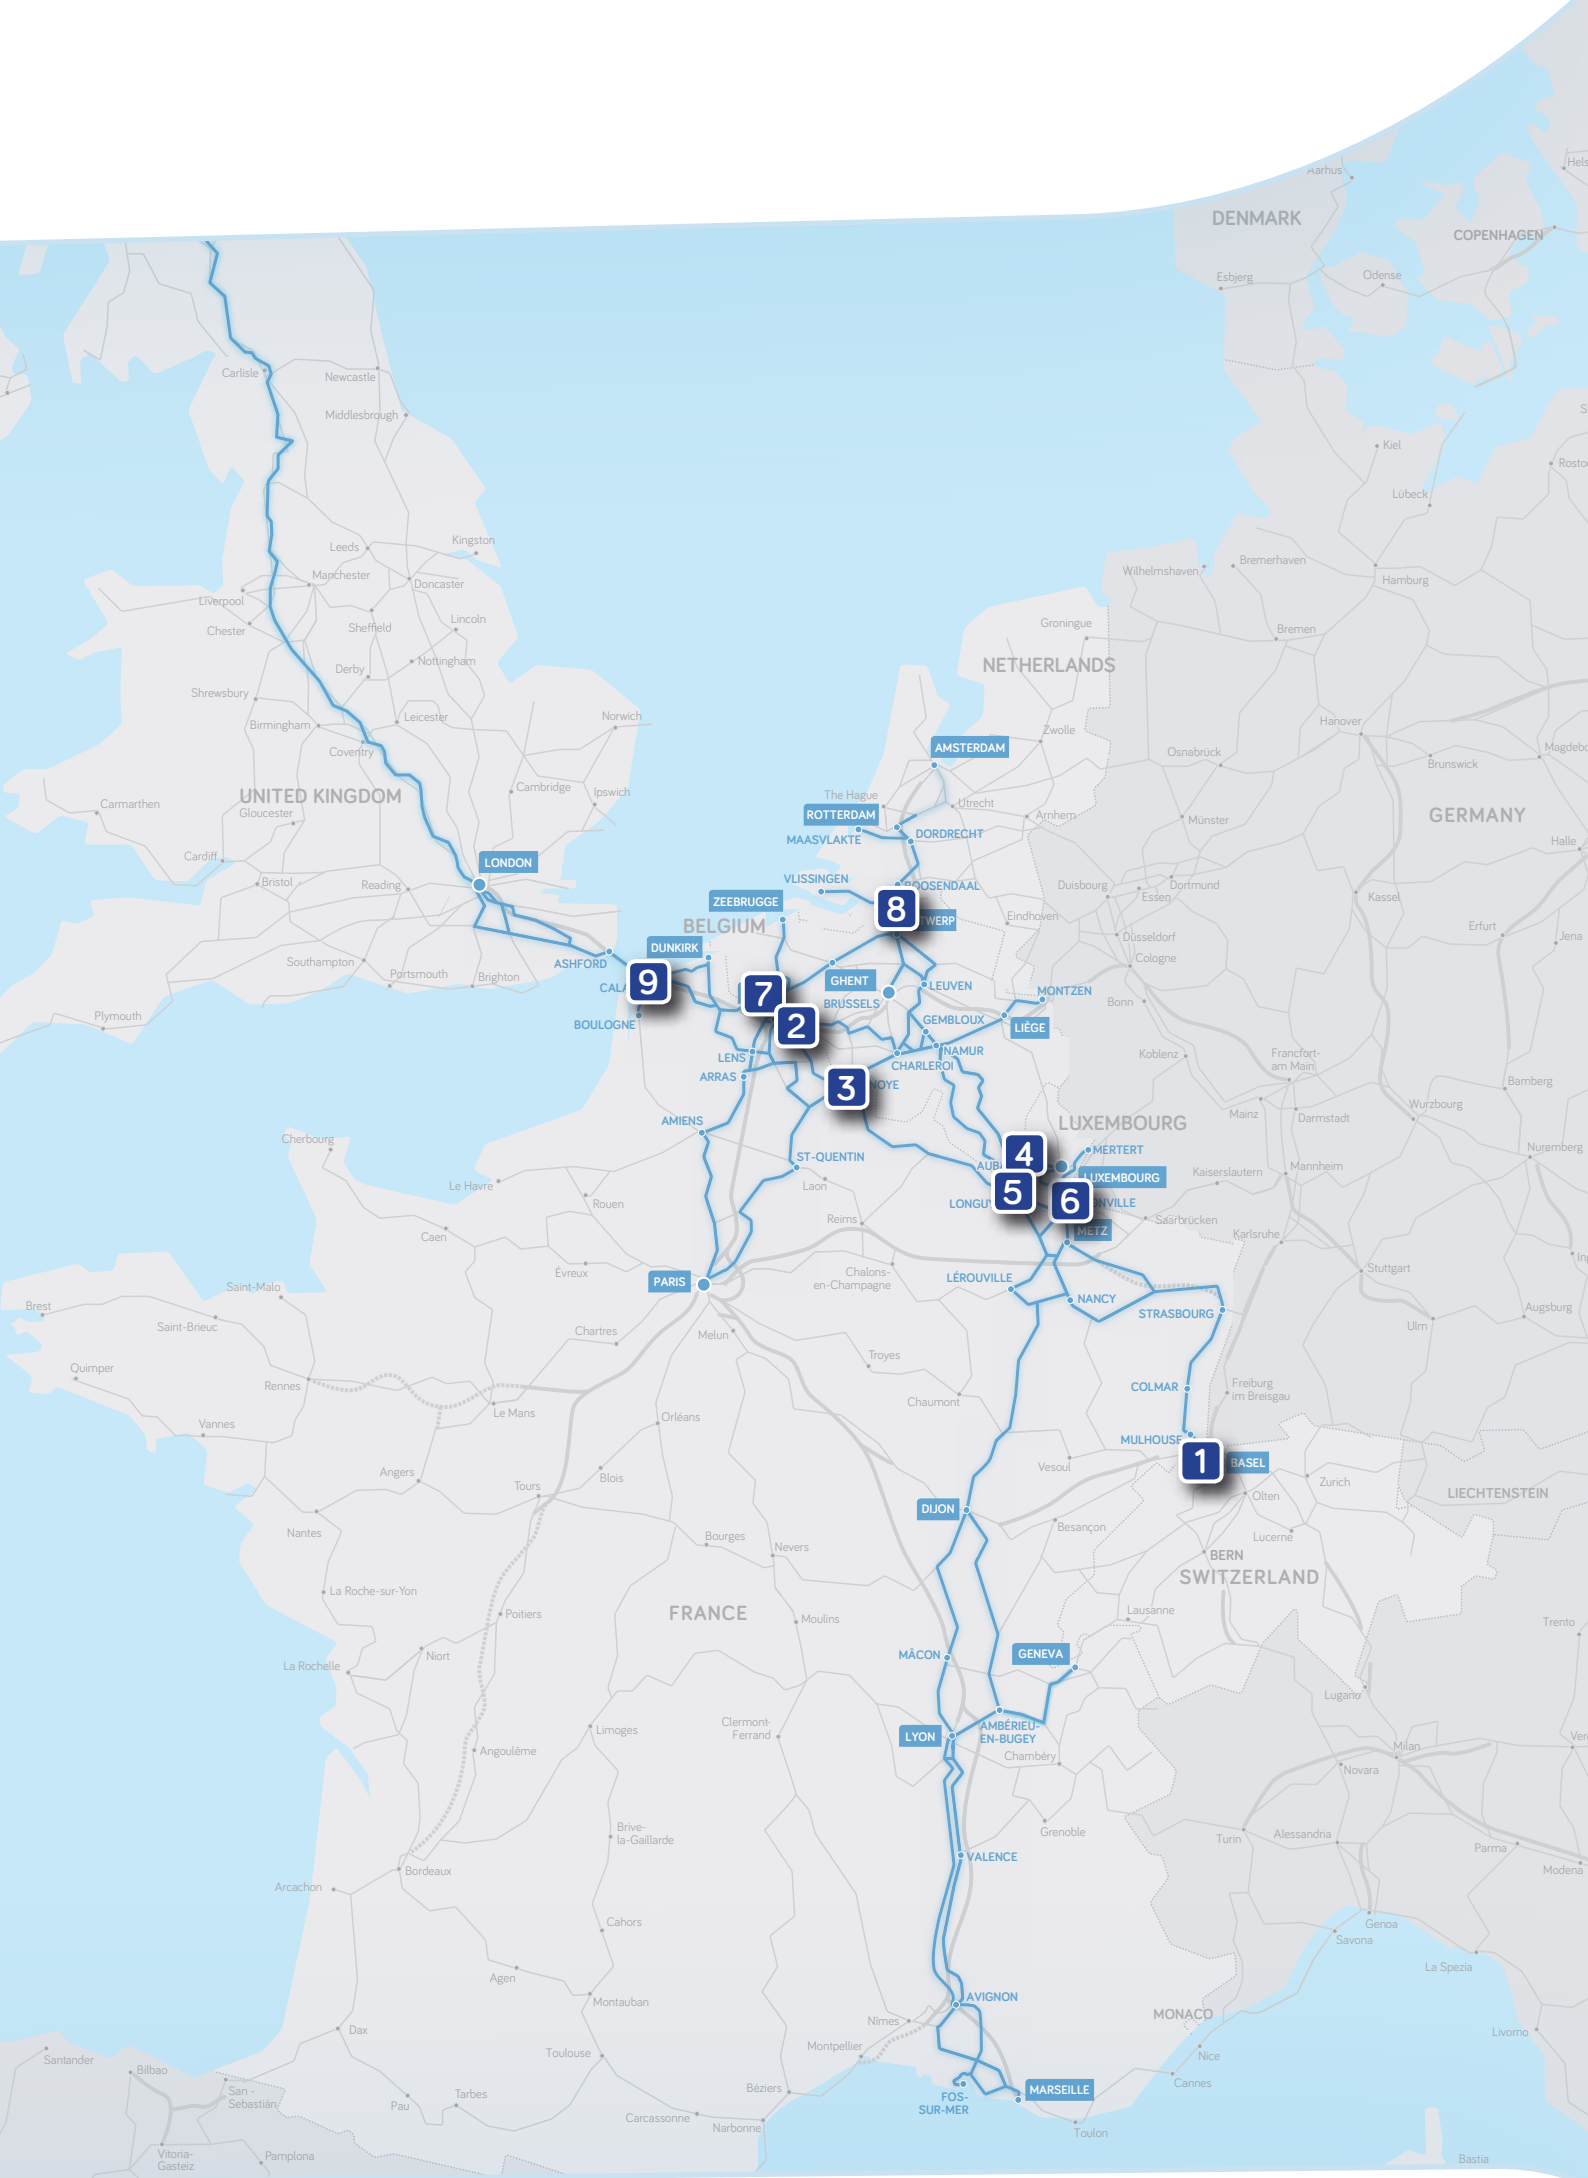 Aarhus
DENMARK
COPENHAGEN
Esbjerg
Odense
Carlisle
Newcastle
Middlesbrough
Kiel
Lübeck
Kingston
Leeds
Manchester
Doncaster
Liverpool
Chester
Sheffield
Lincoln
Derby
Nottingham
Shrewsbury
Birmingham
Leicester
Norwich
Coventry
Wilhelmshaven
Bremerhaven
Hamburg
Groningue
Bremen
NETHERLANDS
Zwolle
Hanover
AMSTERDAM
Osnabrück
Brunswick
UNITED KINGDOM
Cambridge
Ipswich
Carmarthen
Gloucester
The Hague
Utrecht
ROTTERDAM
Arnhem
Münster
GERMANY
MAASVLAKTE
DORDRECHT
Halle
Cardiff
LONDON
Bristol
Reading
VLISSINGEN
ROOSENDAAL
Duisbourg
Dortmund
Essen
Kassel
ZEEBRUGGE
8
Eindhoven
BELGIUM
Erfurt
Jena
DUNKIRK
Düsseldorf
Southampton
Portsmouth
Brighton
ASHFORD
Cologne
9
7
GHENT
LEUVEN
BRUSSELS
MONTZEN
Bonn
Plymouth
BOULOGNE
2
GEMBLOUX
LIÈGE
LENS
NAMUR
CHARLEROI
Koblenz
Francfort-
am Main
ARRAS
3
Bamberg
AMIENS
LUXEMBOURG
Mainz
Darmstadt
Wurzbourg
Cherbourg
Nuremberg
ST-QUENTIN
Laon
4
MERTERT
Mannheim
Kaiserslautern
Le Havre
Rouen
5
6
LUXEMBOURG
Reims
Saärbrücken
Caen
METZ
Karlsruhe
Évreux
Chalons-
en-Champagne
Stuttgart
PARIS
LÉROUVILLE
Saint-Malo
NANCY
Brest
Saint-Brieuc
STRASBOURG
Augsburg
Ulm
Chartres
Melun
Troyes
Quimper
Rennes
COLMAR
Freiburg
im Breisgau
Chaumont
Le Mans
Orléans
Vannes
MULHOUSE
1
BASEL
Vesoul
Angers
Blois
Tours
Zurich
Olten
LIECHTENSTEIN
DIJON
Nantes
Besançon
Lucerne
Bourges
Nevers
BERN
SWITZERLAND
La Roche-sur-Yon
Poitiers
FRANCE
Moulins
Lausanne
Trento
Niort
La Rochelle
MÂCON
GENEVA
Lugano
Limoges
Clermont-
Ferrand
LYON
AMBÉRIEU-
EN-BUGEY
Angoulême
Chambéry
Milan
Novara
Brive-
la-Gaillarde
Grenoble
Turin
Alessandria
Parma
VALENCE
Bordeaux
Modena
Arcachon
Cahors
Genoa
Savona
La Spezia
Agen
Montauban
AVIGNON
MONACO
Nîmes
Dax
Livorno
Montpellier
Toulouse
Nice
Santander
Bilbao
Cannes
San -
Sebastiàn
Tarbes
Pau
Béziers
FOS-
SUR-MER
MARSEILLE
Carcassonne
Narbonne
Toulon
Vitoria-
Gasteiz
Pamplona
Bastia